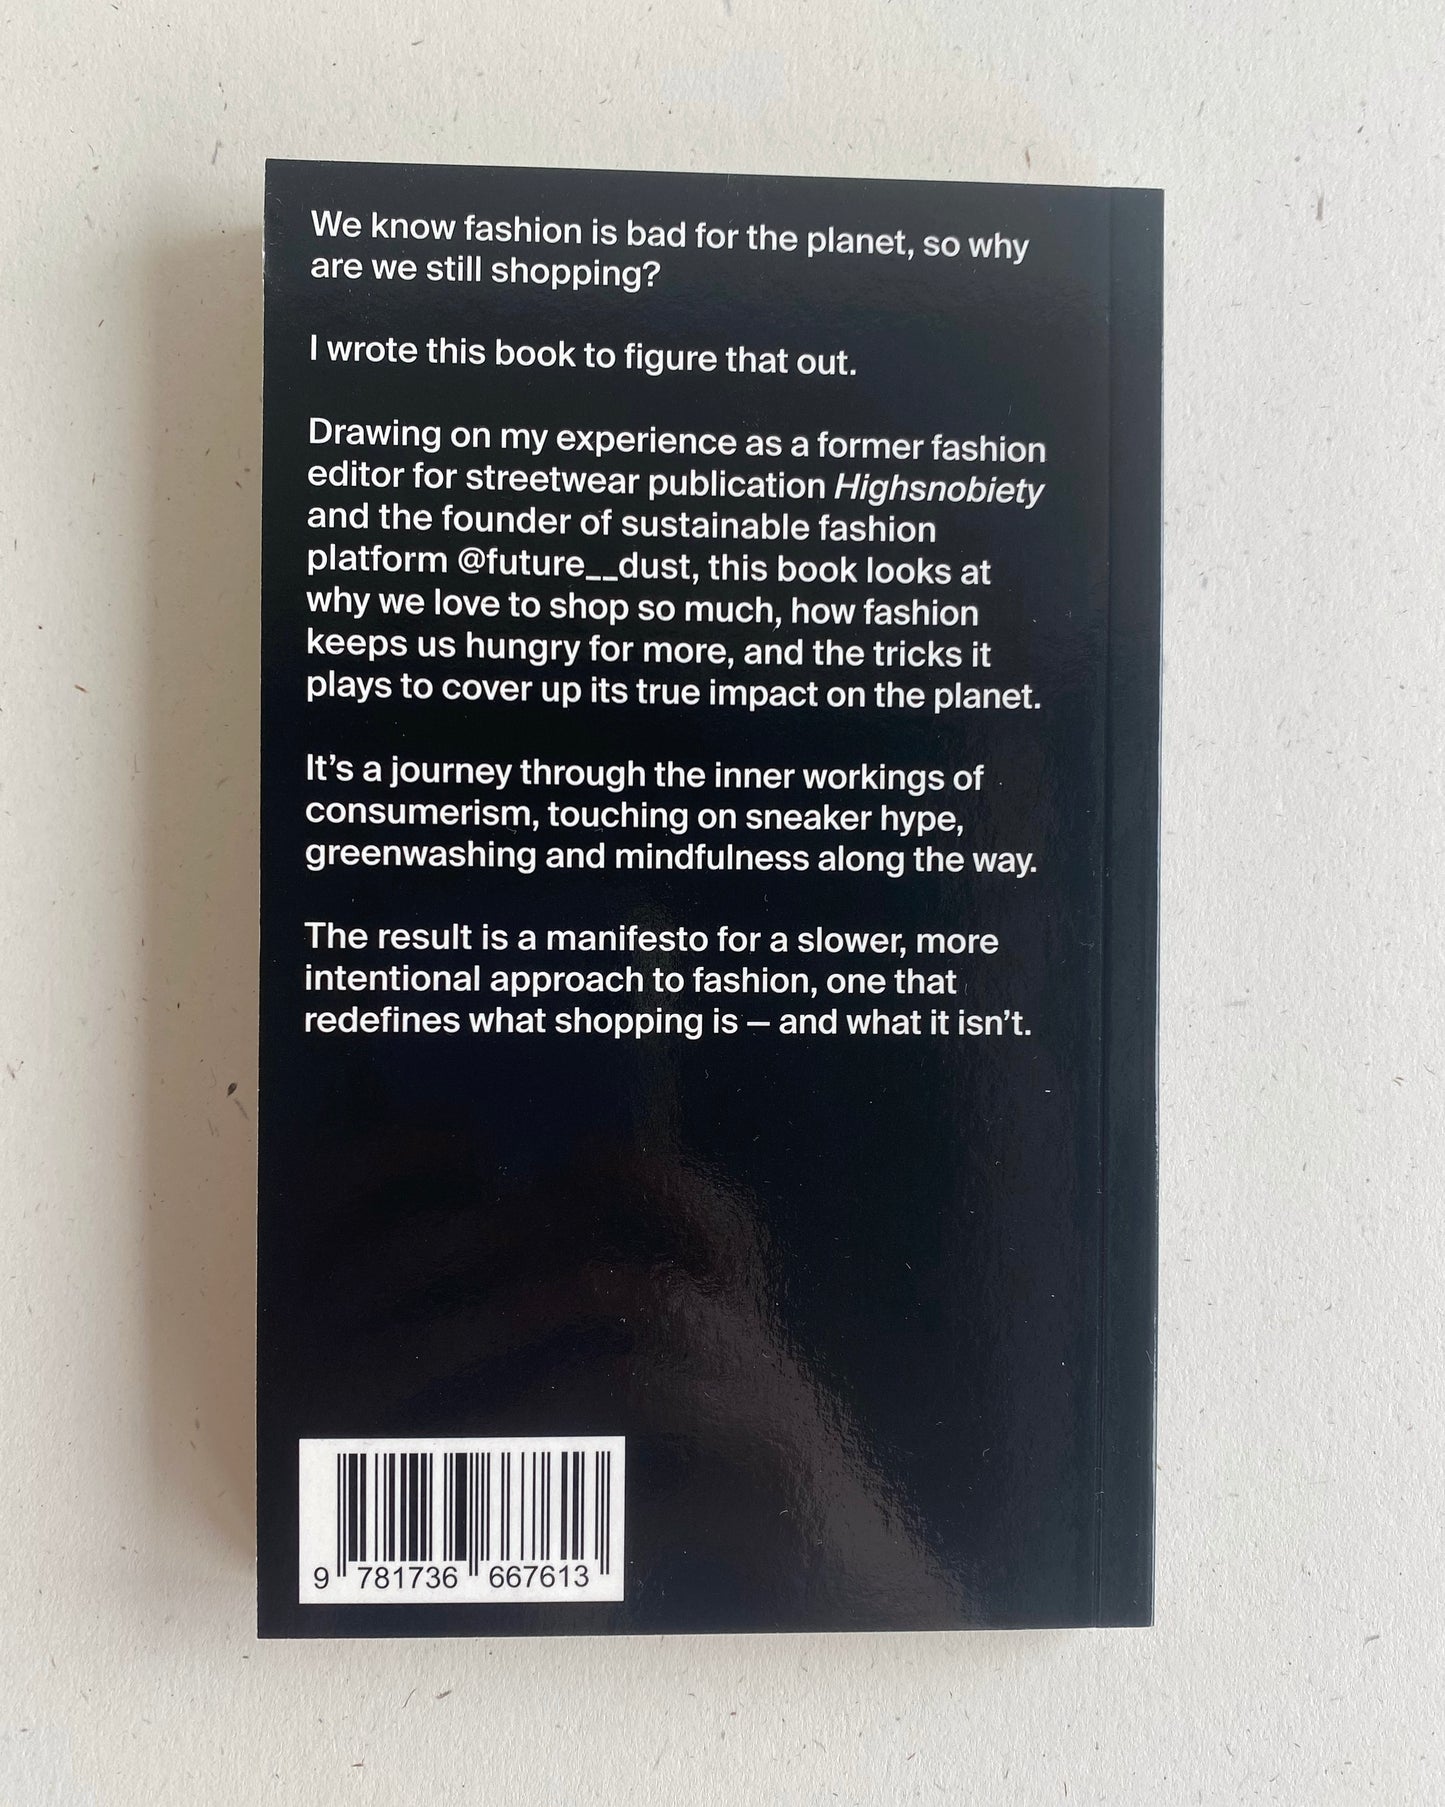 We know fashion is bad for the planet, so why
are we still shopping?
I wrote this book to figure that out.
Drawing on my experience as a former fashion
editor for streetwear publication Highsnobiety
and the founder of sustainable fashion
platform @future__dust, this book looks at
why we love to shop so much, how fashion
keeps us hungry for more, and the tricks it
plays to cover up its true impact on the planet.
It’s a journey through the inner workings of
consumerism, touching on sneaker hype,
greenwashing and mindfulness along the way.
The result is a manifesto for a slower, more
intentional approach to fashion, one that
redefines what shopping is — and what it isn’t.
9 781736 667613